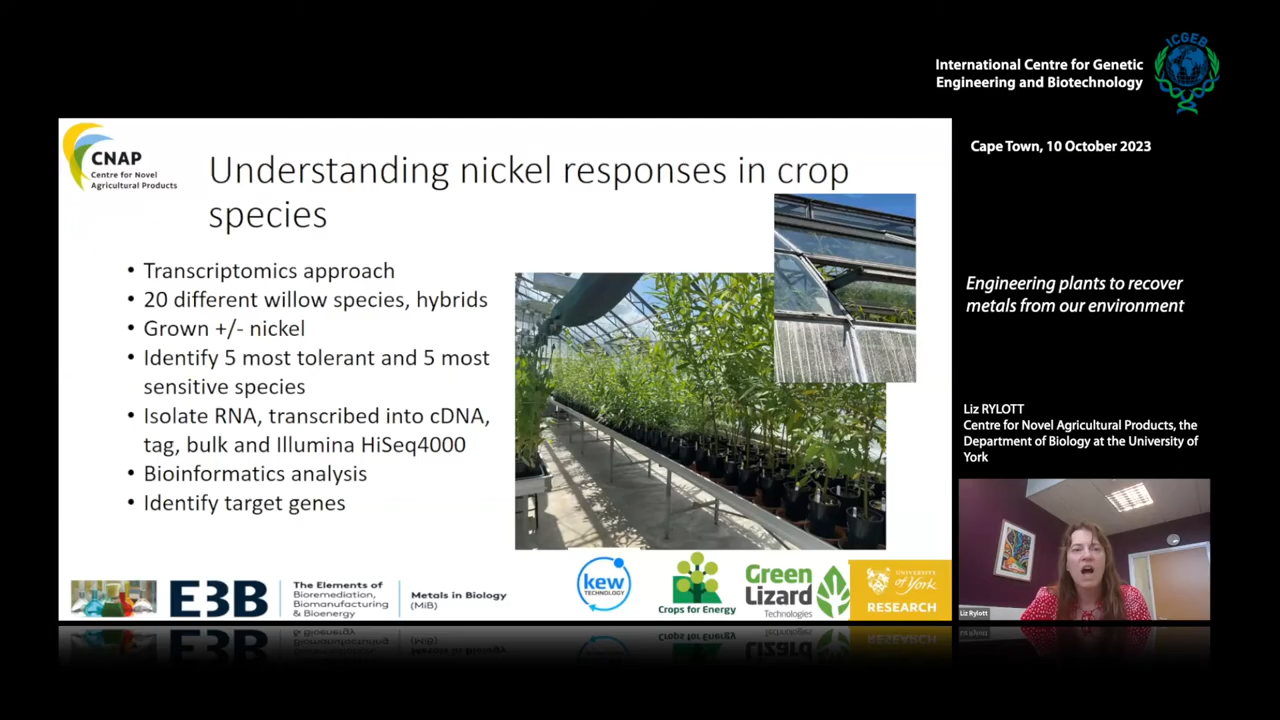 International Centre for Genetic
Engineering and Biotechnology
ICGEB
Cape Town, 10 October 2023
CNAP
Centre for Novel
Agricultural Products
Understanding nickel responses in crop
species
• Transcriptomics approach
• 20 different willow species, hybrids
• Grown +/- nickel
• Identify 5 most tolerant and 5 most
sensitive species
• Isolate RNA, transcribed into cDNA,
tag, bulk and Illumina HiSeq4000
• Bioinformatics analysis
• Identify target genes
Engineering plants to recover
metals from our environment
Liz RYLOTT
Centre for Novel Agricultural Products, the
Department of Biology at the University of
York
Liz Rylott
E3B
The Elements of
Bioremediation,
Biomanufacturing
& Bioenergy
Metals in Biology
(MiB)
kew
TECHNOLOGY
Crops for Energy
Green
Lizard
Technologies
UNIVERSITY
of York
RESEARCH